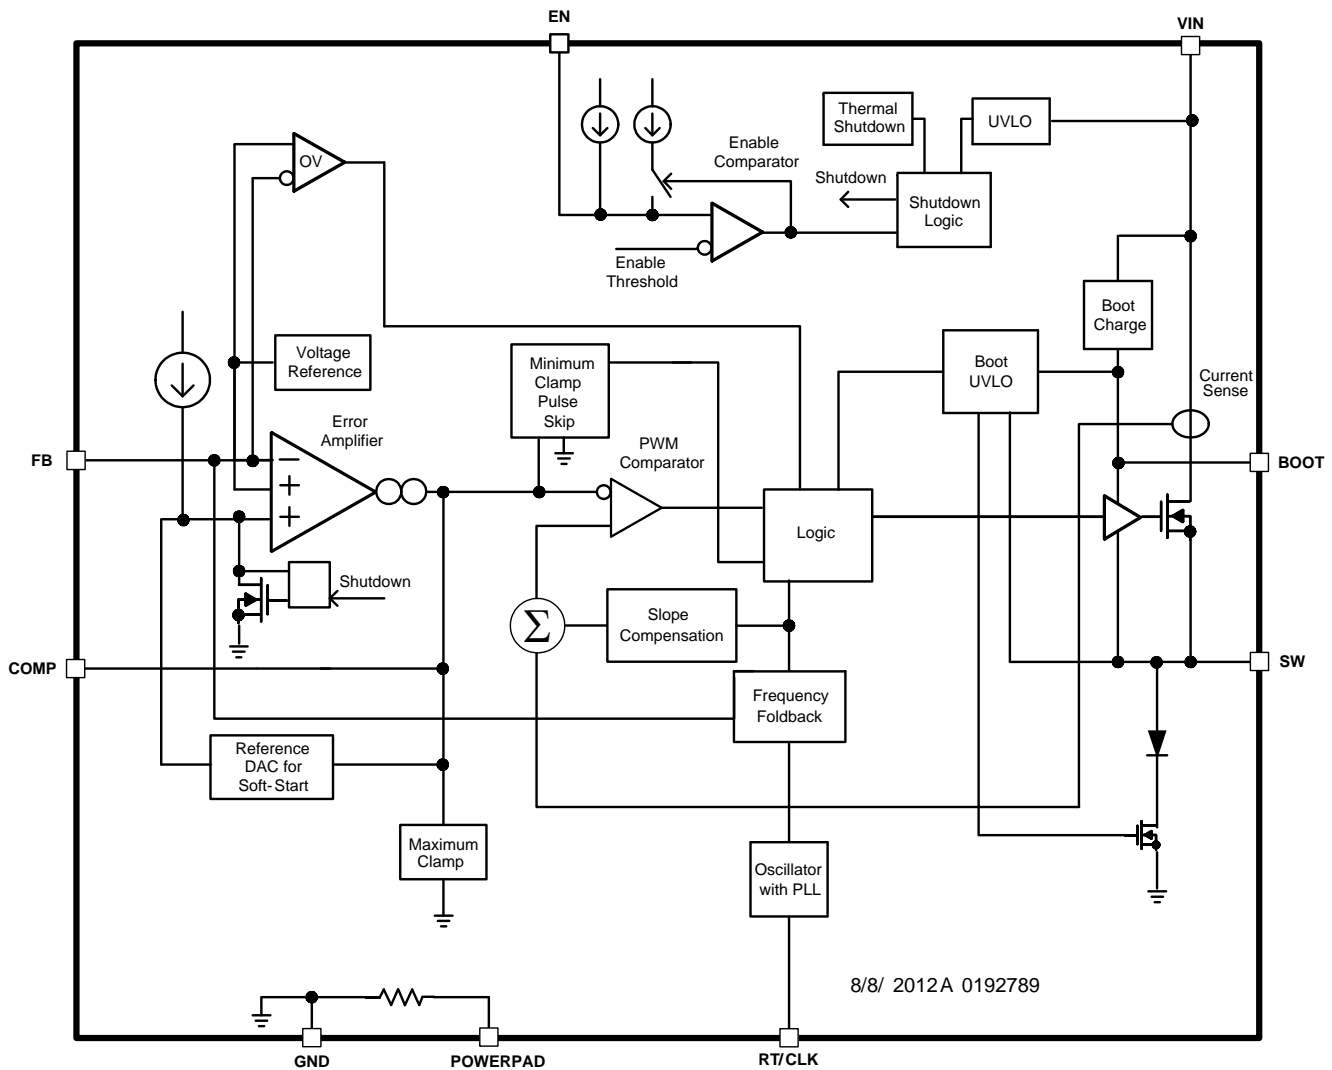 EN
VIN
Thermal
Shutdown
UVLO
OV
Enable
Comparator
Shutdown
Shutdown
Logic
Enable
Threshold
Boot
Charge
Voltage
Reference
Minimum
Clamp
Pulse
Skip
Boot
UVLO
Current
Sense
Error
Amplifier
PWM
Comparator
FB
BOOT
−
+
+
Logic
Shutdown
Σ
Slope
Compensation
COMP
SW
Frequency
Foldback
Reference
DAC for
Soft-Start
Maximum
Clamp
Oscillator
with PLL
8/8/ 2012A 0192789
GND
POWERPAD
RT/CLK